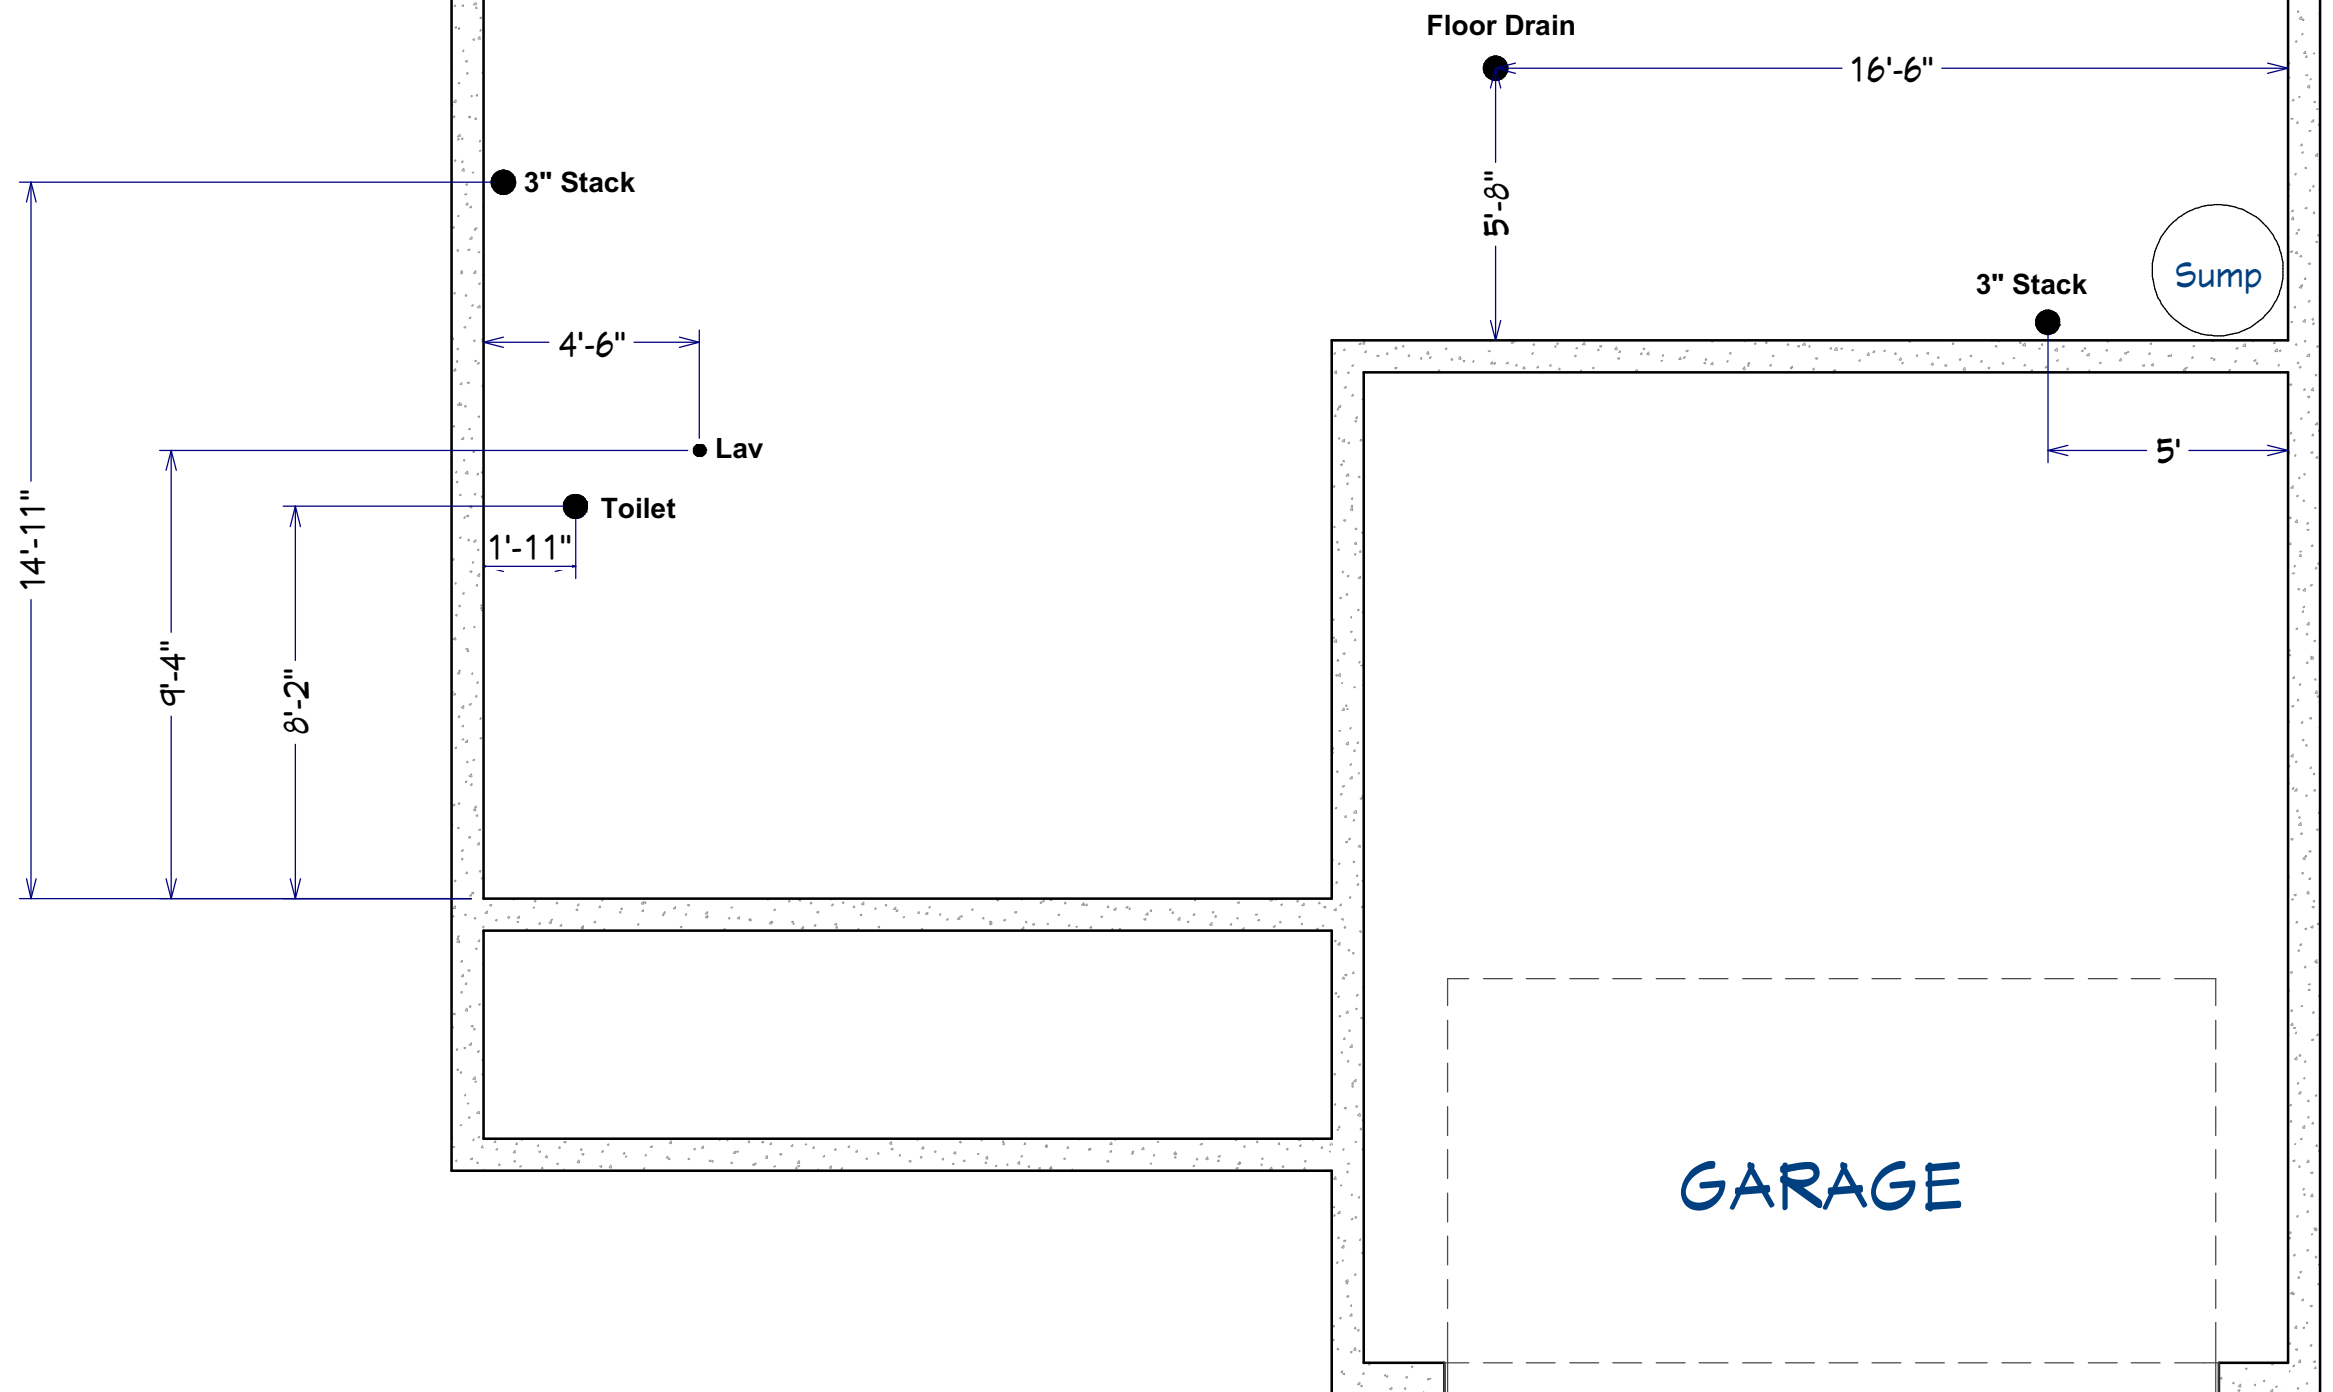 Floor Drain
16'-6"
3" Stack
5'-8"
Sump
3" Stack
4'-6"
Lav
5'
14'-11"
Toilet
1'-11"
9'-4"
8'-2"
GARAGE